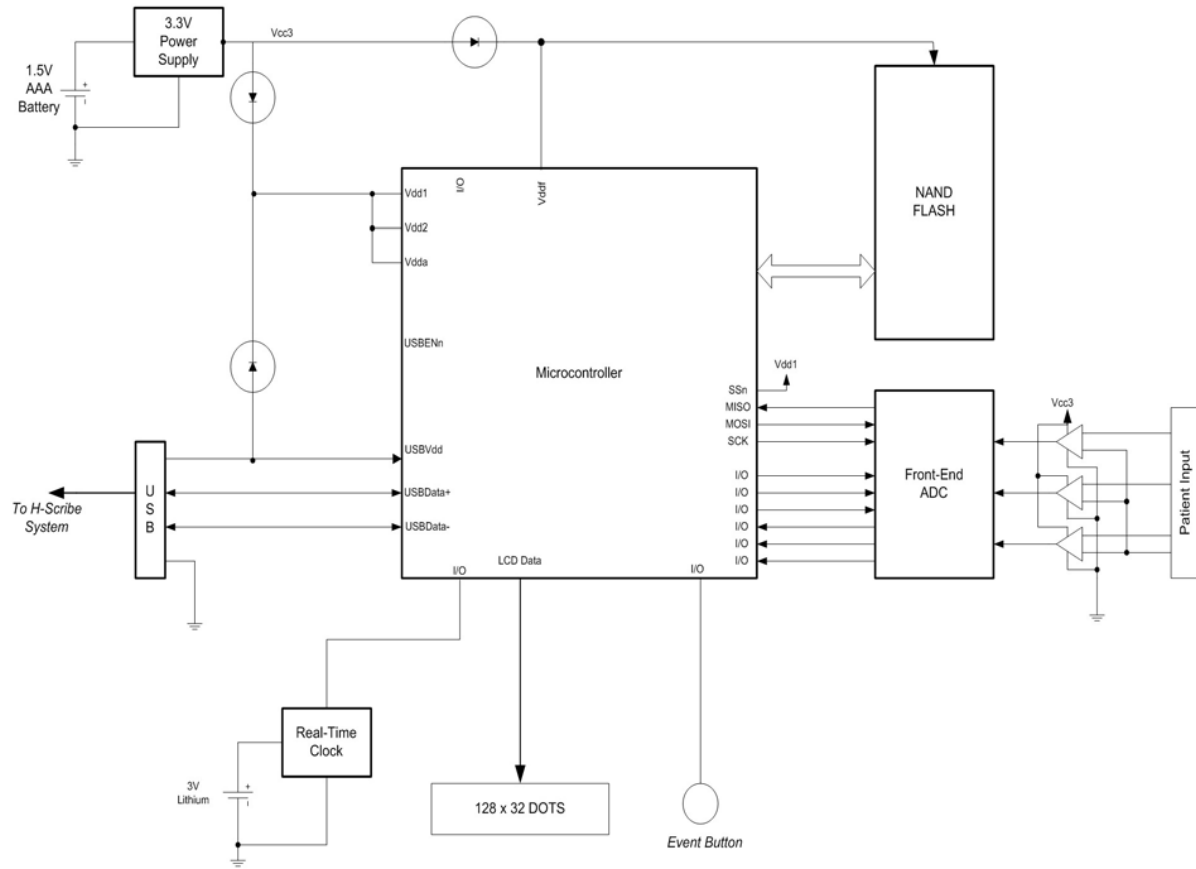 3.3V
Power
Supply
Vcc3
1.5V
AAA
Battery
+
-
NAND
FLASH
Vdd1
I/O
Vddf
Vdd2
Vdda
USBENn
Microcontroller
Vdd1
SSn
MISO
MOSI
SCK
I/O
I/O
I/O
I/O
I/O
I/O
Front-End
ADC
Vcc3
Patient Input
USB
USBVdd
USBData+
USBData-
To H-Scribe
System
I/O
LCD Data
I/O
Real-Time
Clock
3V
Lithium
+
-
128 x 32 DOTS
Event Button